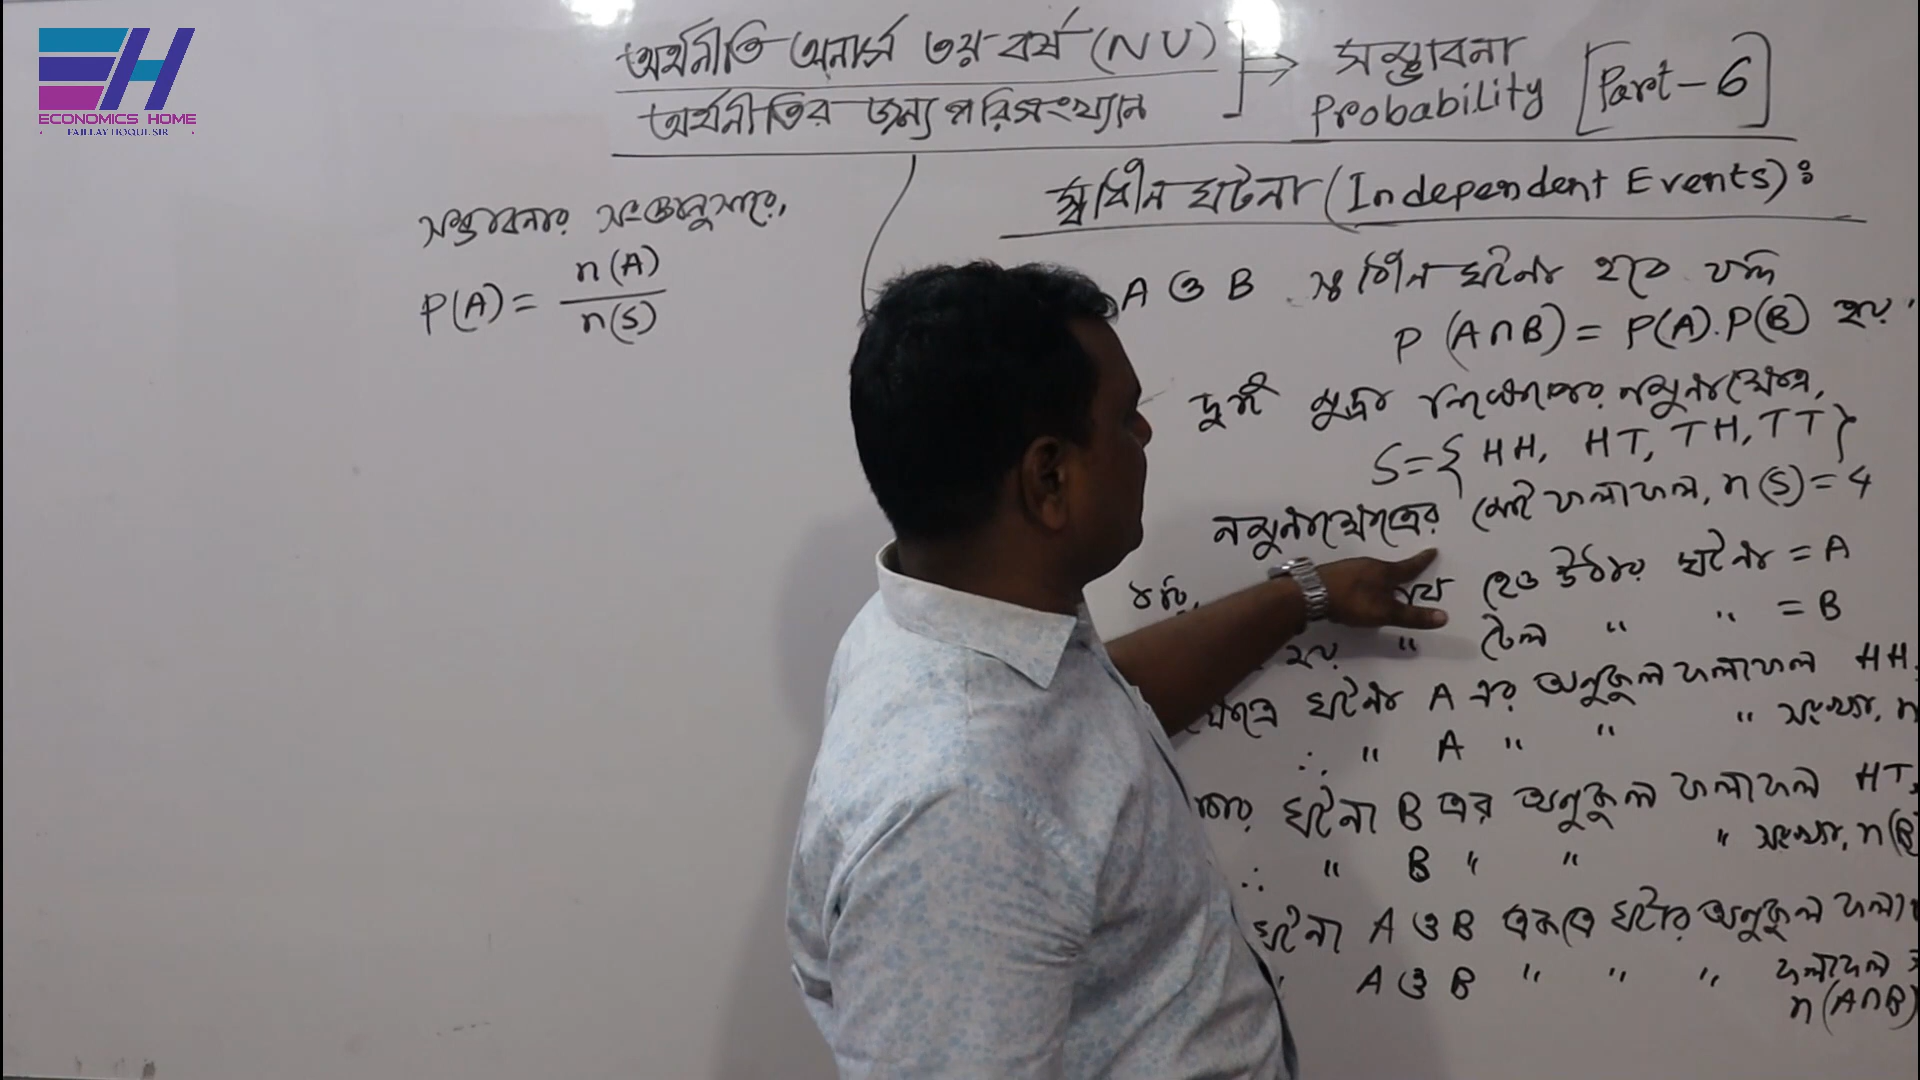 ECONOMICS HOME
FAJLAY HOQUE SIR
অর্থনীতি অনার্স ৩য় বর্ষ (NU)
অর্থনীতির জন্য পরিসংখ্যান
সম্ভাবনা
Probability [Part-6]
স্বাধীন ঘটনা (Independent Events):
সম্ভাবনার সংজ্ঞানুসারে,
P(A) = n(A) / n(S)
A ও B স্বাধীন ঘটনা হবে যদি
P (A∩B) = P(A).P(B) হয়।
দুটি মুদ্রা নিক্ষেপের নমুনাক্ষেত্র,
S = { HH, HT, TH, TT }
নমুনাক্ষেত্রের মোট ফলাফল, n(S) = 4
ধরি, হেড উঠার ঘটনা = A
২য় " টেল " " = B
ঘটনা A এর অনুকূল ফলাফল HH,
∴ " A " " " সংখ্যা, n
ঘটনা B এর অনুকূল ফলাফল HT,
∴ " B " " " সংখ্যা, n(B
ঘটনা A ও B একত্রে ঘটার অনুকূল ফলা
" A ও B " " " ফলাফল
n(A∩B)